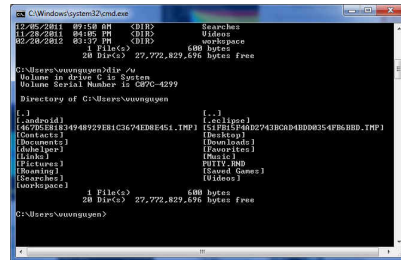 C:\Windows\system32\cmd.exe
12/05/2011 09:50 AM <DIR> Searches
11/28/2011 04:05 PM <DIR> Videos
02/20/2012 03:37 PM <DIR> workspace
1 File(s) 600 bytes
20 Dir(s) 27,772,829,696 bytes free
C:\Users\vuvnguyen>dir /w
Volume in drive C is System
Volume Serial Number is C07C-4299
Directory of C:\Users\vuvnguyen
[.] [..]
[.android] [.eclipse]
[467D5E81834948929E81C3674ED8E451.TMP] [51FB15F4AD2743BCAD4BDD0354FB6BBD.TMP]
[Contacts] [Desktop]
[Documents] [Downloads]
[dwhelper] [Favorites]
[Links] [Music]
[Pictures] PUTTY.RND
[Roaming] [Saved Games]
[Searches] [Videos]
[workspace]
1 File(s) 600 bytes
20 Dir(s) 27,772,829,696 bytes free
C:\Users\vuvnguyen>